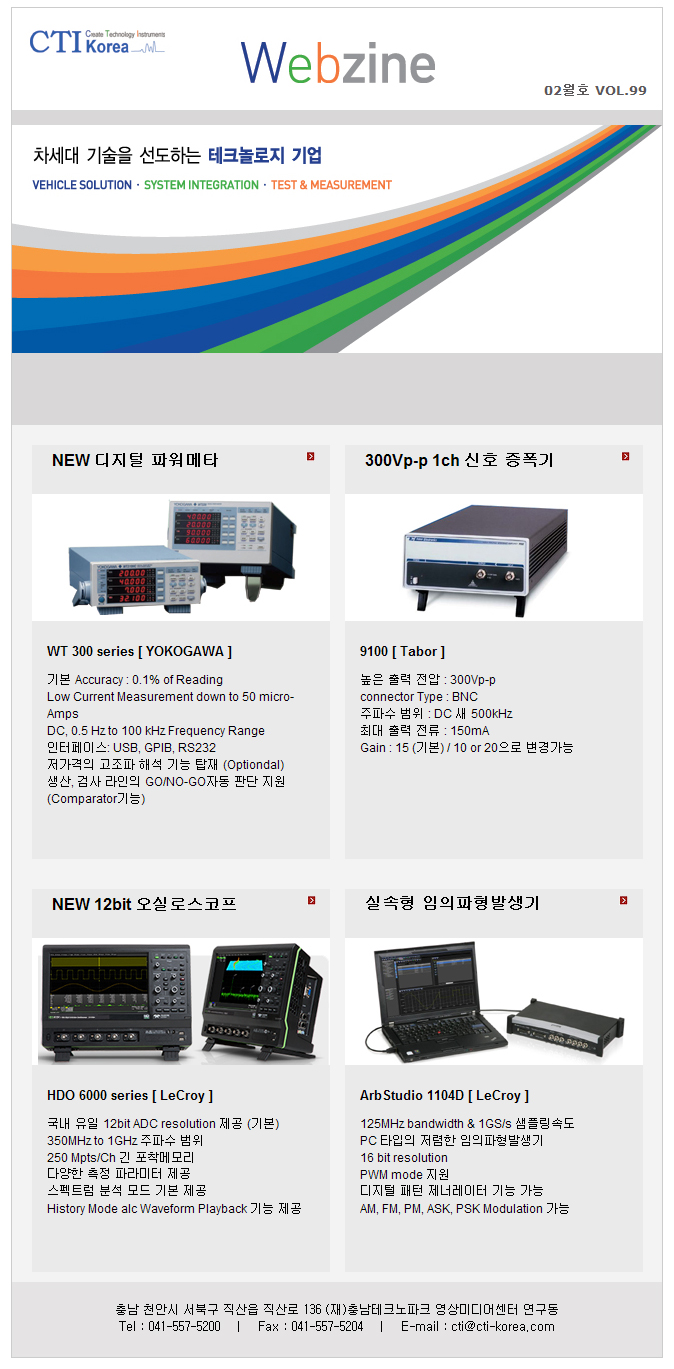 CTI Create Technology Instruments
Korea
Webzine
02월호 VOL.99
차세대 기술을 선도하는 테크놀로지 기업
VEHICLE SOLUTION · SYSTEM INTEGRATION · TEST & MEASUREMENT
NEW 디지털 파워메타
WT 300 series [ YOKOGAWA ]
기본 Accuracy : 0.1% of Reading
Low Current Measurement down to 50 micro-
Amps
DC, 0.5 Hz to 100 kHz Frequency Range
인터페이스: USB, GPIB, RS232
저가격의 고조파 해석 기능 탑재 (Optiondal)
생산, 검사 라인의 GO/NO-GO자동 판단 지원
(Comparator기능)
300Vp-p 1ch 신호 증폭기
9100 [ Tabor ]
높은 출력 전압 : 300Vp-p
connector Type : BNC
주파수 범위 : DC 새 500kHz
최대 출력 전류 : 150mA
Gain : 15 (기본) / 10 or 20으로 변경가능
NEW 12bit 오실로스코프
HDO 6000 series [ LeCroy ]
국내 유일 12bit ADC resolution 제공 (기본)
350MHz to 1GHz 주파수 범위
250 Mpts/Ch 긴 포착메모리
다양한 측정 파라미터 제공
스펙트럼 분석 모드 기본 제공
History Mode alc Waveform Playback 기능 제공
실속형 임의파형발생기
ArbStudio 1104D [ LeCroy ]
125MHz bandwidth & 1GS/s 샘플링속도
PC 타입의 저렴한 임의파형발생기
16 bit resolution
PWM mode 지원
디지털 패턴 제너레이터 기능 가능
AM, FM, PM, ASK, PSK Modulation 가능
충남 천안시 서북구 직산읍 직산로 136 (재)충남테크노파크 영상미디어센터 연구동
Tel : 041-557-5200 | Fax : 041-557-5204 | E-mail : cti@cti-korea.com